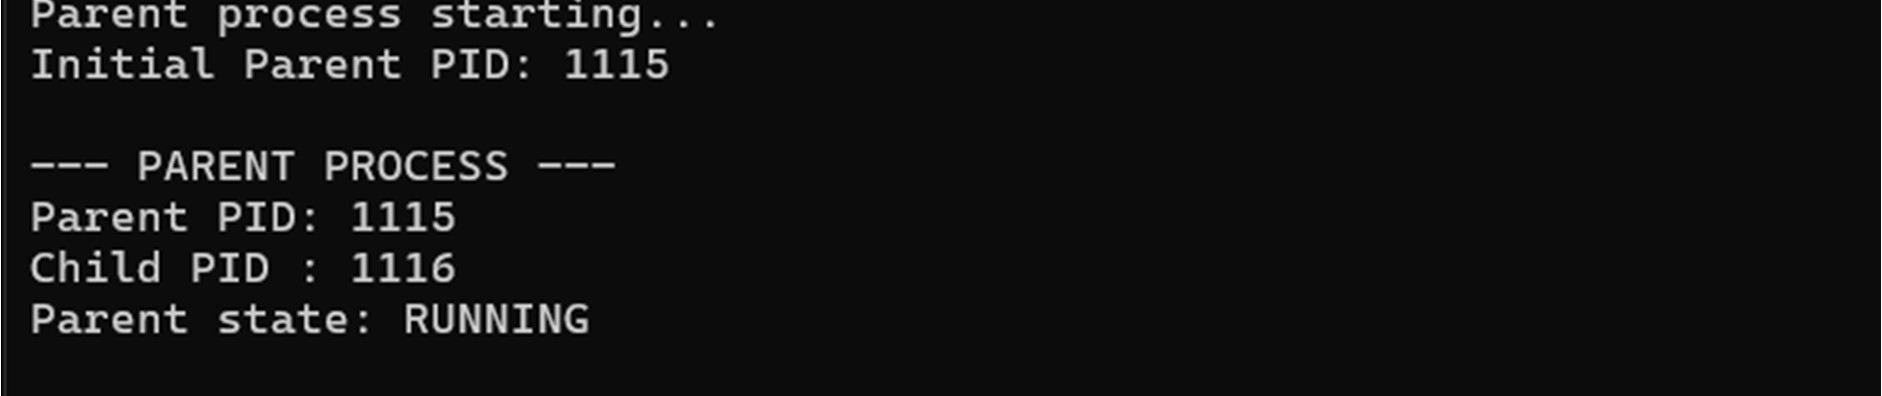 Parent process starting...
Initial Parent PID: 1115
--- PARENT PROCESS ---
Parent PID: 1115
Child PID : 1116
Parent state: RUNNING